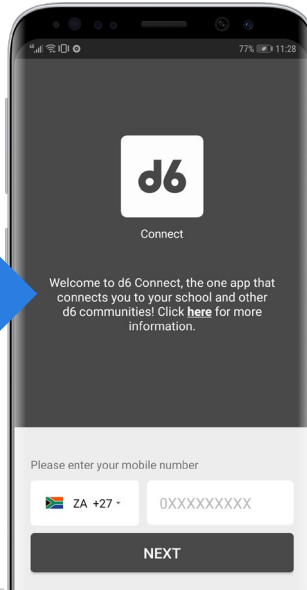 77% 11:28
d6
Connect
Welcome to d6 Connect, the one app that
connects you to your school and other
d6 communities! Click here for more
information.
Please enter your mobile number
ZA +27
0XXXXXXXXX
NEXT